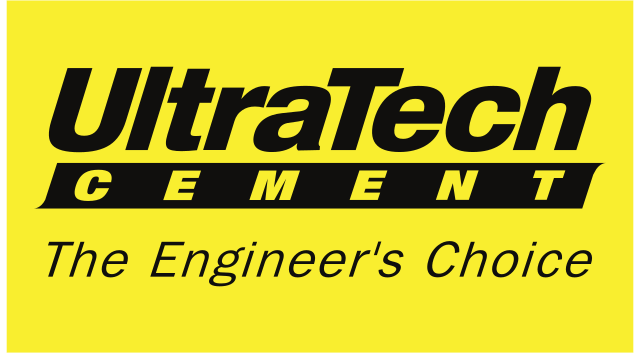 UltraTech
CEMENT
The Engineer's Choice